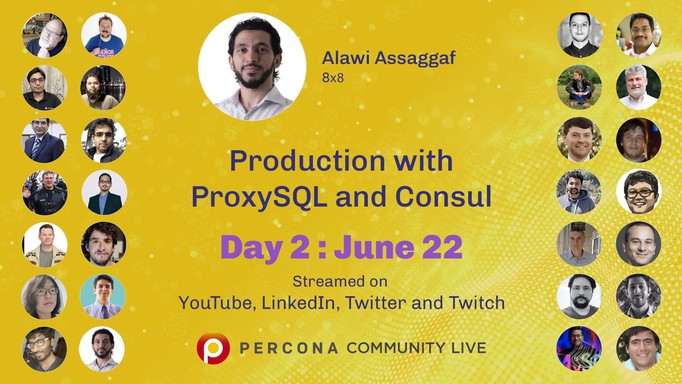 Alawi Assaggaf
8x8
Production with
ProxySQL and Consul
Day 2 : June 22
Streamed on
YouTube, LinkedIn, Twitter and Twitch
PERCONA COMMUNITY LIVE